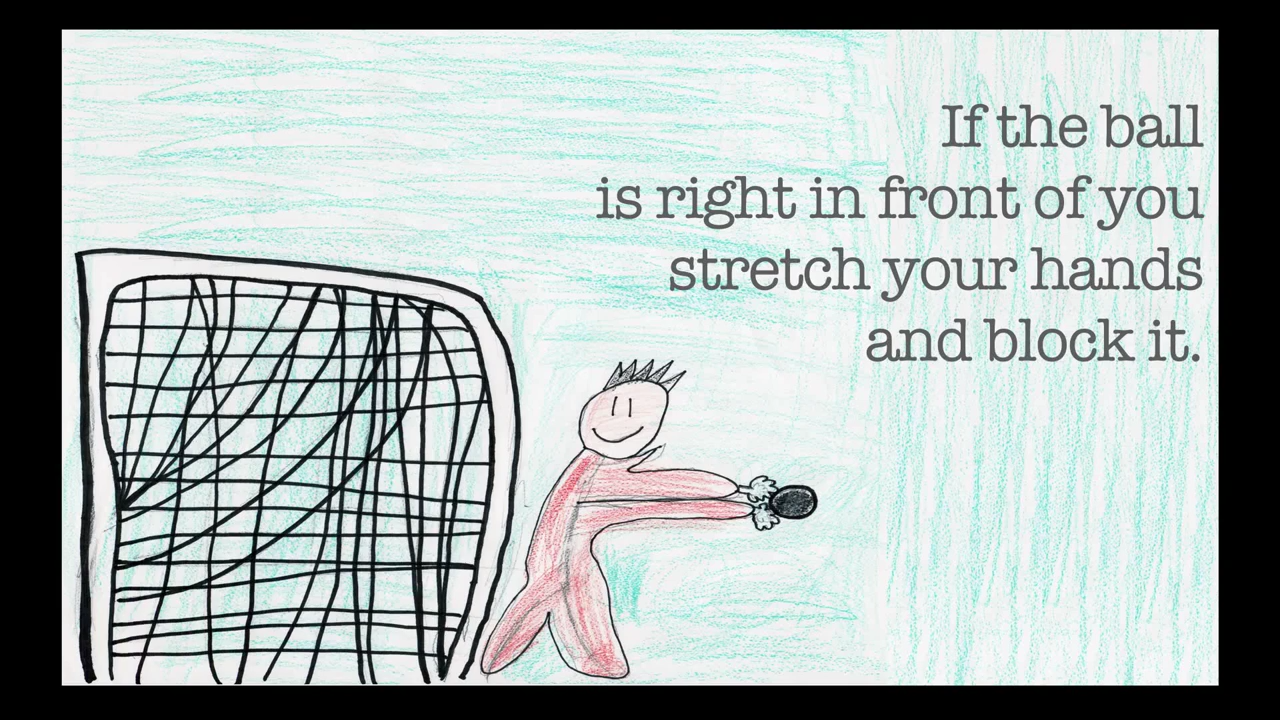 If the ball
is right in front of you
stretch your hands
and block it.